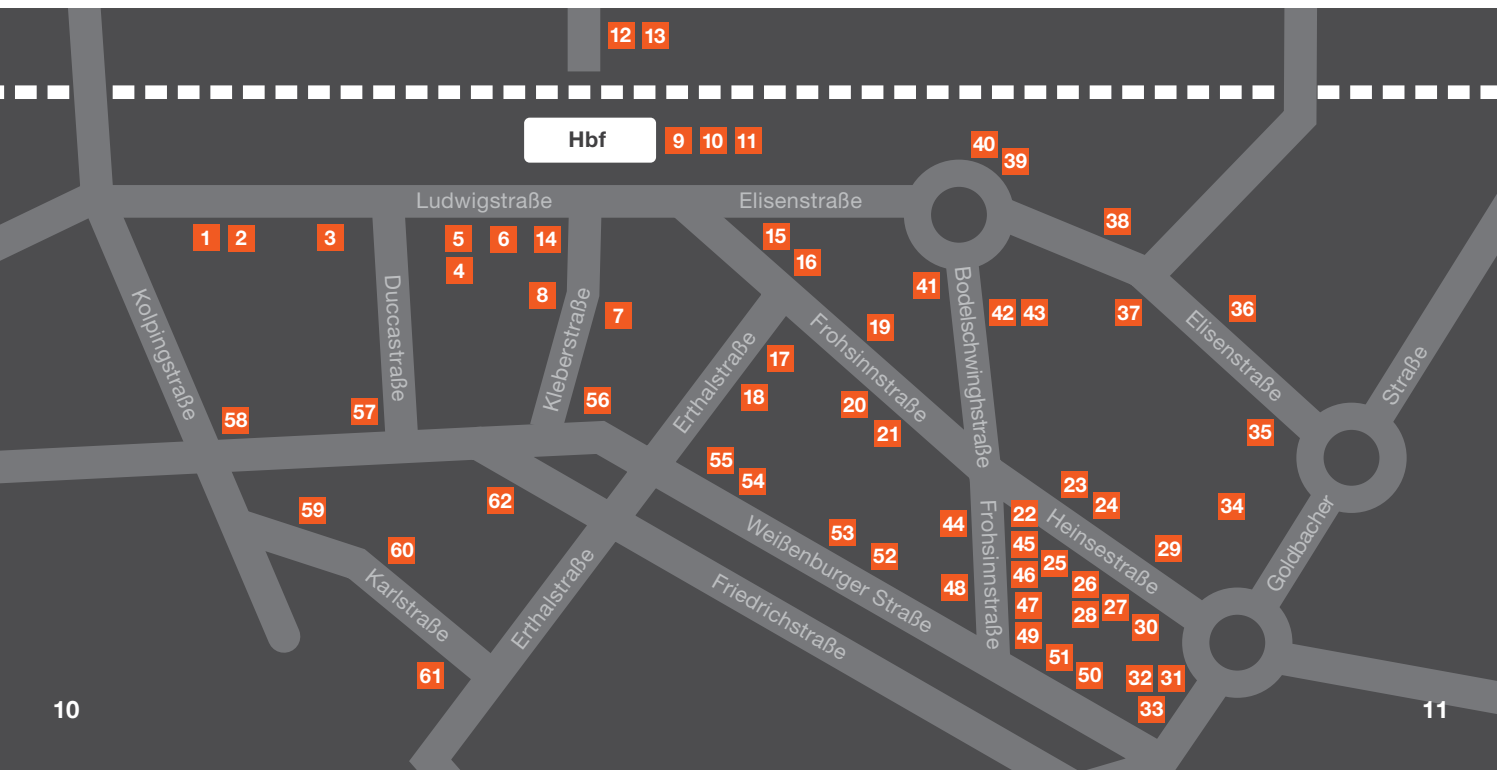 12 13
Hbf 9 10 11
40
39
Ludwigstraße
Elisenstraße
38
1 2 3 5 6 14 15
4
16
8
7
41
42 43 37 36
Kolpingstraße
Duccastraße
Kleberstraße
Erthalstraße
Frohsinnstraße
Bodelschwinghstraße
Elisenstraße
Straße
19
17
18
20
21
58
57
56
35
55
54
23
24
34
59
62
60
53
52
44
22
45
46
47
49
48
25
26
27
28
29
30
51
50
32 31
33
Weißenburger Straße
Frohsinnstraße
Heinsestraße
Goldbacher
Karlstraße
Erthalstraße
Friedrichstraße
61
10
11